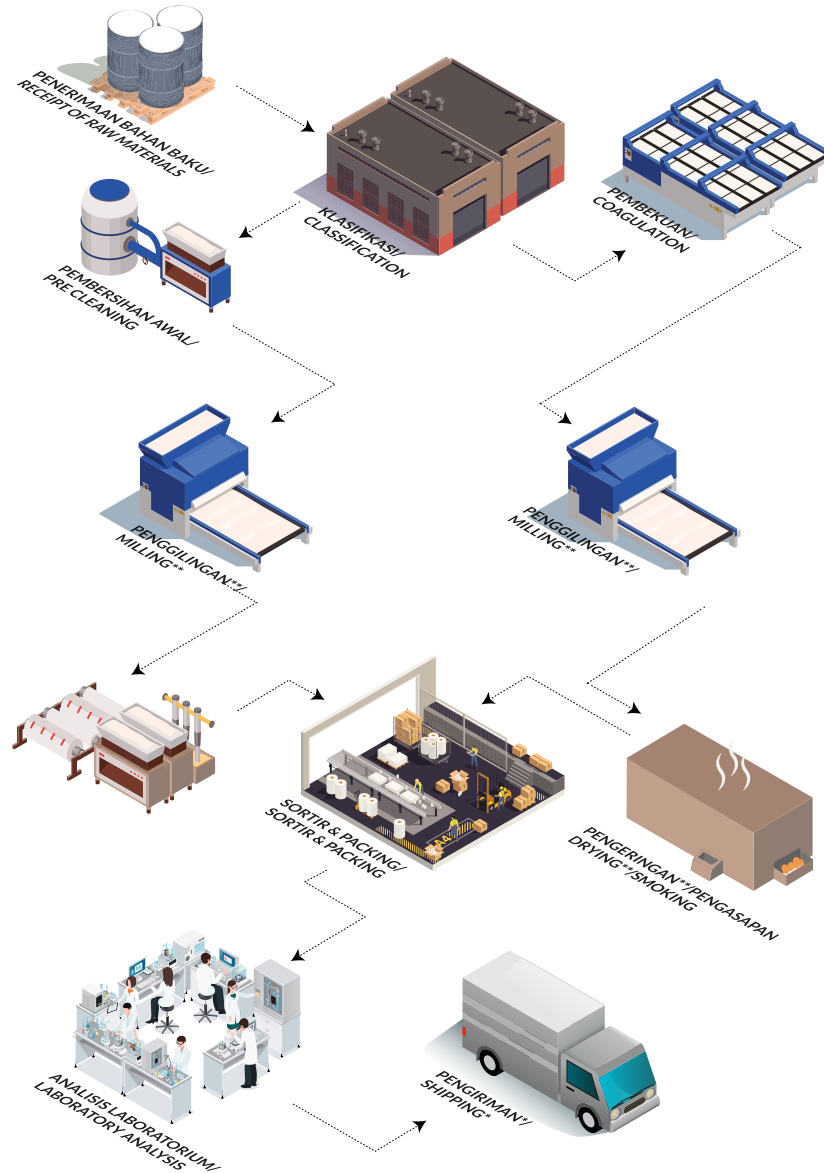 PENERIMAAN BAHAN BAKU/
RECEIPT OF RAW MATERIALS
KLASIFIKASI/
CLASSIFICATION
PEMBEKUAN/
COAGULATION
PEMBERSIHAN AWAL/
PRE CLEANING
PENGGILINGAN**/
MILLING**
PENGGILINGAN**/
MILLING**
SORTIR & PACKING/
SORTIR & PACKING
PENGERINGAN**/PENGASAPAN
DRYING**/SMOKING
ANALISIS LABORATORIUM/
LABORATORY ANALYSIS
PENGIRIMAN*/
SHIPPING*